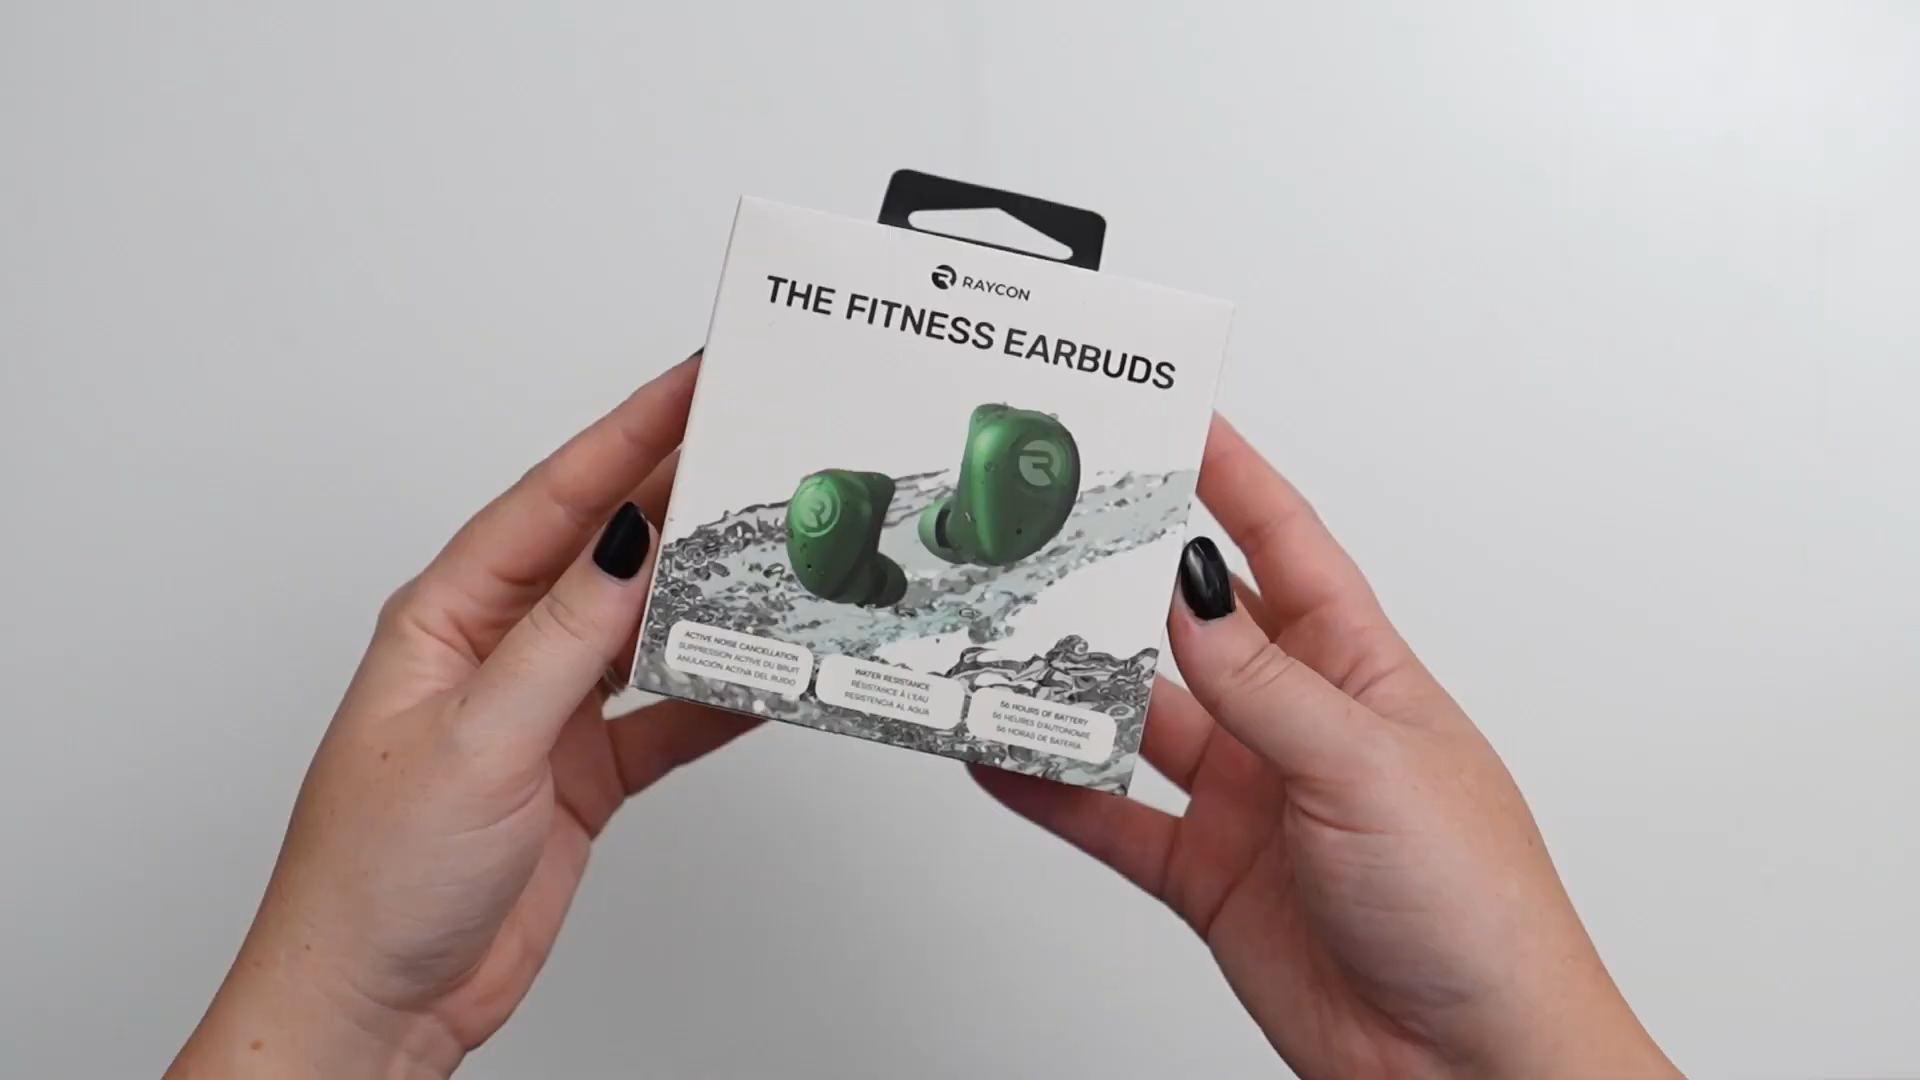 RAYCON
THE FITNESS EARBUDS
ACTIVE NOISE CANCELLATION
SUPPRESSION ACTIVE DU BRUIT
ANULACIÓN ACTIVA DEL RUIDO
WATER RESISTANCE
RÉSISTANCE À L'EAU
RESISTENCIA AL AGUA
56 HOURS OF BATTERY
56 HEURES D'AUTONOMIE
56 HORAS DE BATERÍA